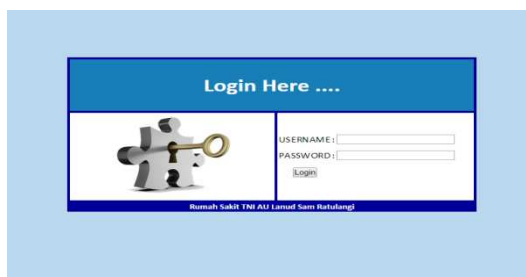 Login Here ....
USERNAME :
PASSWORD :
Login
Rumah Sakit TNI AU Lanud Sam Ratulangi